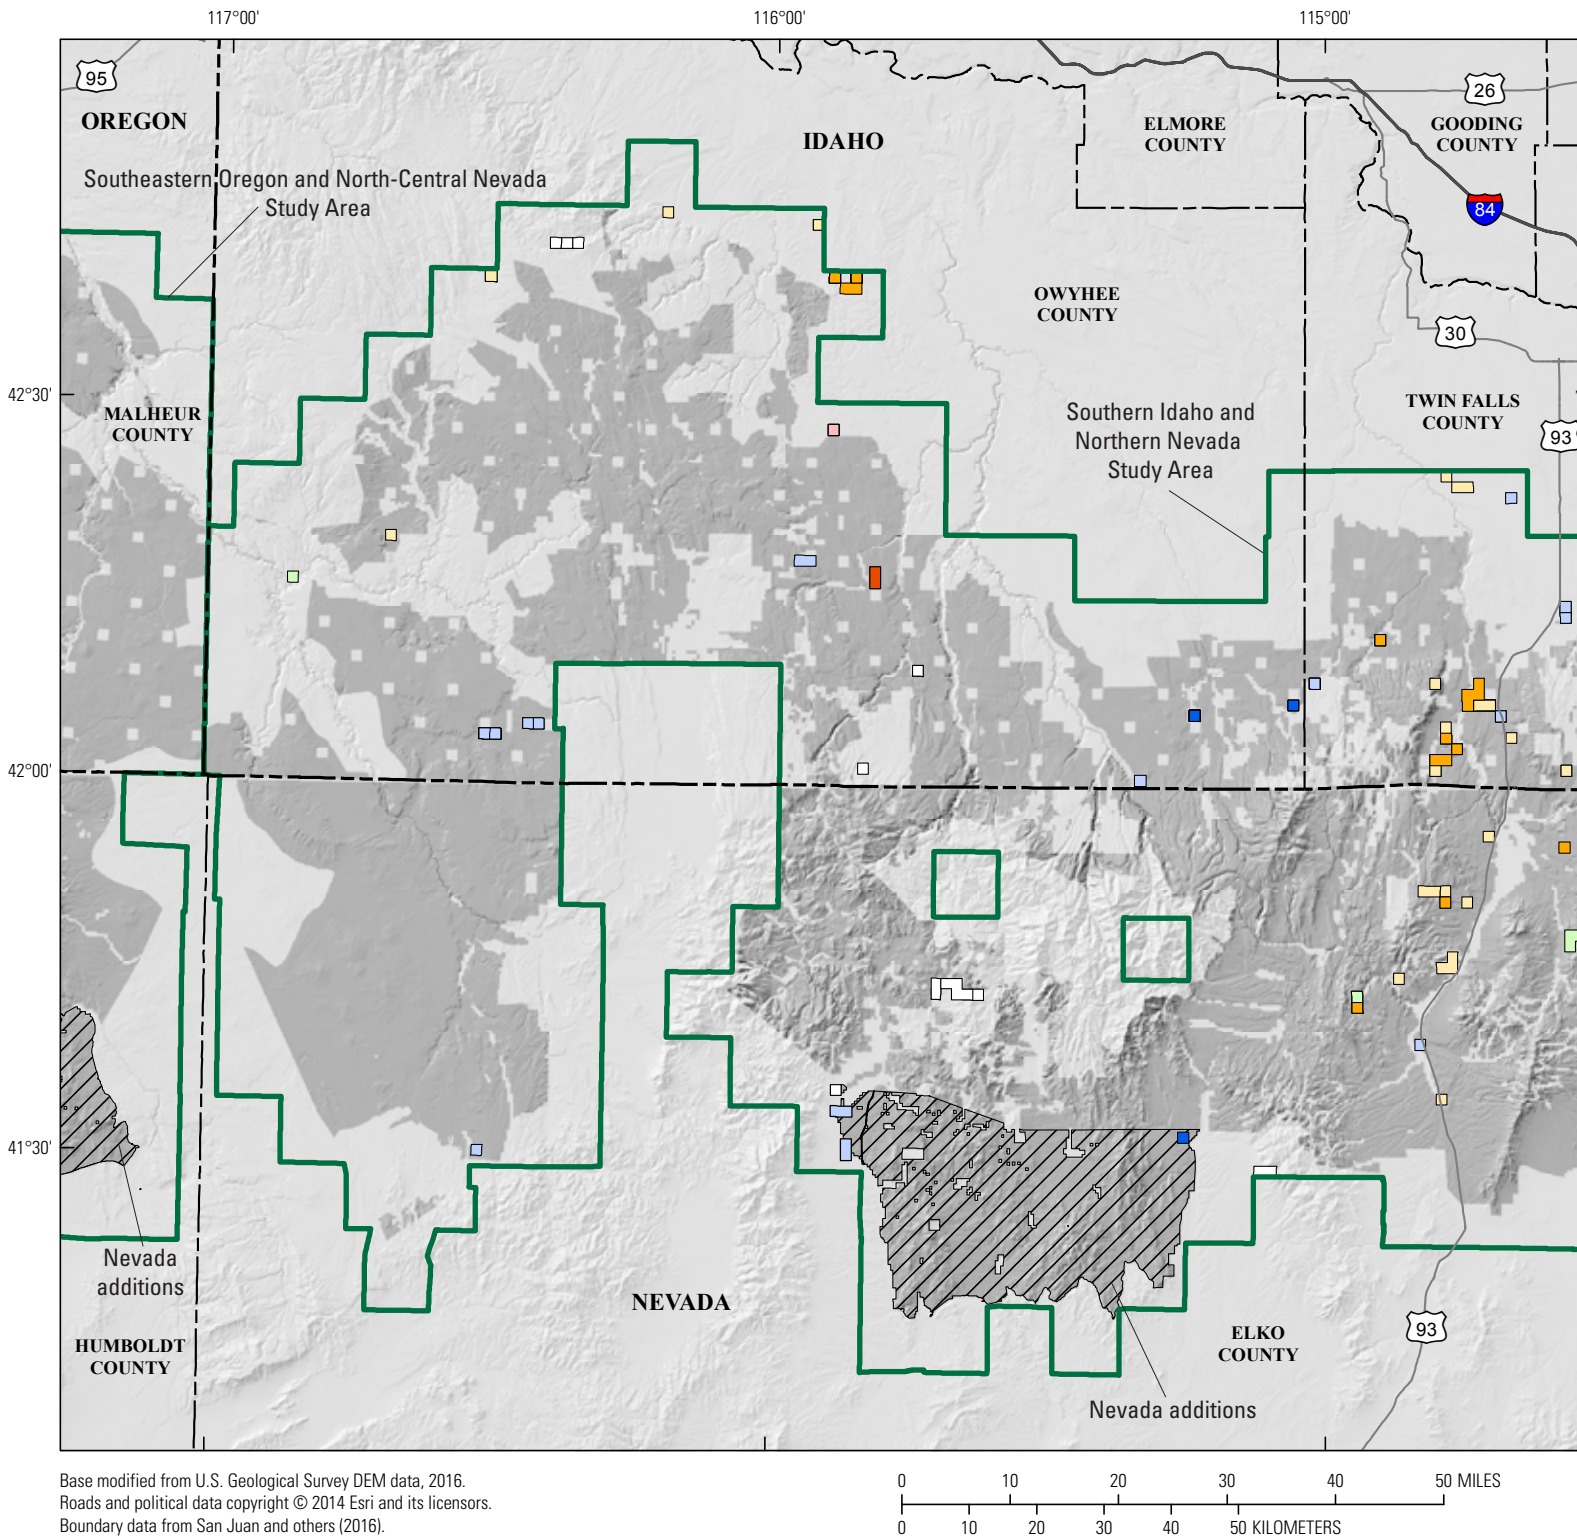 117°00'
116°00'
115°00'
95
26
OREGON
IDAHO
ELMORE
COUNTY
GOODING
COUNTY
Southeastern Oregon and North-Central Nevada
Study Area
84
OWYHEE
COUNTY
30
42°30'
MALHEUR
COUNTY
Southern Idaho and
Northern Nevada
Study Area
TWIN FALLS
COUNTY
93
42°00'
41°30'
Nevada
additions
NEVADA
HUMBOLDT
COUNTY
ELKO
COUNTY
93
Nevada additions
Base modified from U.S. Geological Survey DEM data, 2016.
Roads and political data copyright © 2014 Esri and its licensors.
Boundary data from San Juan and others (2016).
0 10 20 30 40 50 MILES
0 10 20 30 40 50 KILOMETERS